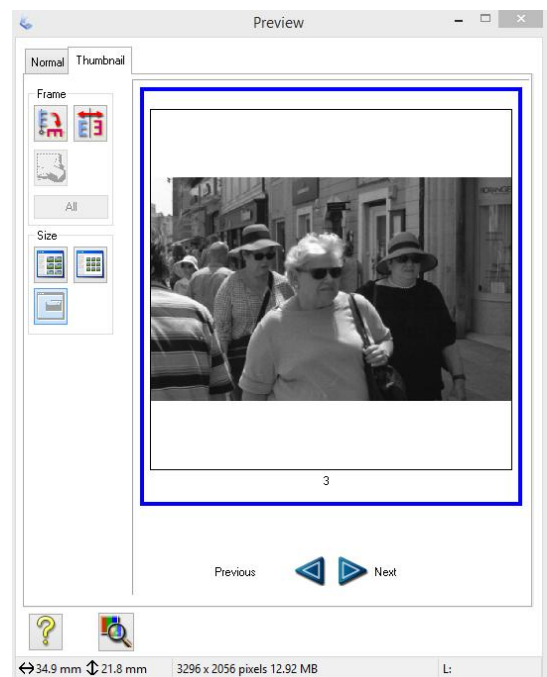 Preview
Normal Thumbnail
Frame
All
Size
3
Previous Next
34.9 mm 21.8 mm 3296 x 2056 pixels 12.92 MB L: